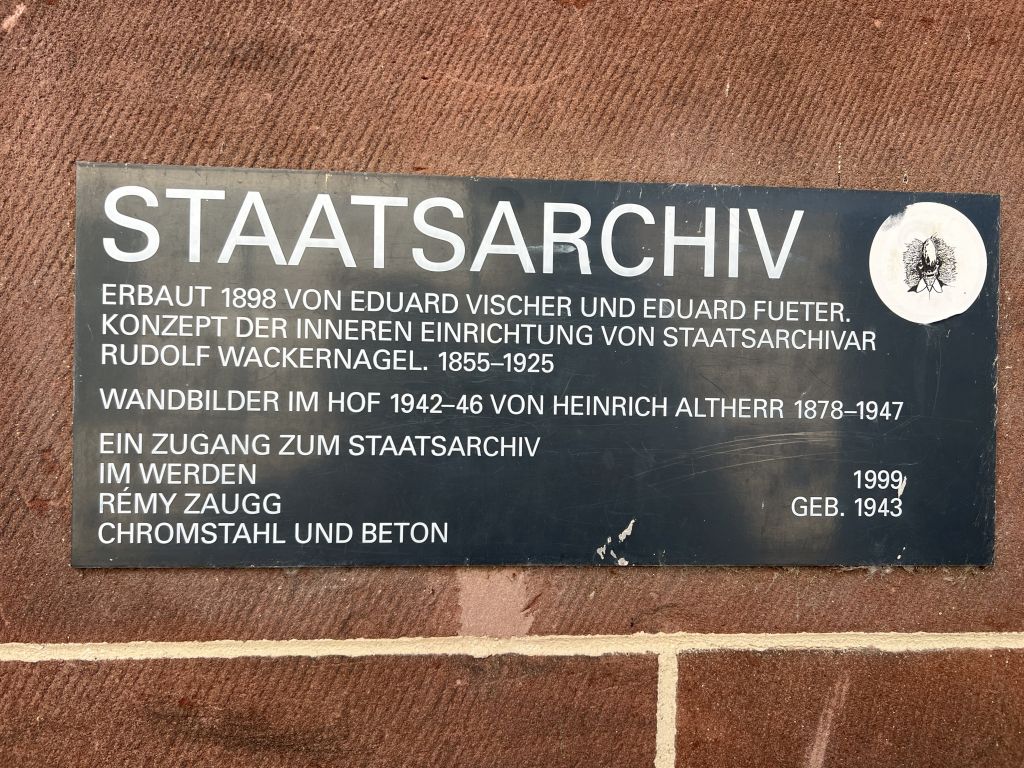 STAATSARCHIV
ERBAUT 1898 VON EDUARD VISCHER UND EDUARD FUETER.
KONZEPT DER INNEREN EINRICHTUNG VON STAATSARCHIVAR
RUDOLF WACKERNAGEL. 1855–1925
WANDBILDER IM HOF 1942–46 VON HEINRICH ALTHERR 1878–1947
EIN ZUGANG ZUM STAATSARCHIV
IM WERDEN 1999
RÉMY ZAUGG GEB. 1943
CHROMSTAHL UND BETON